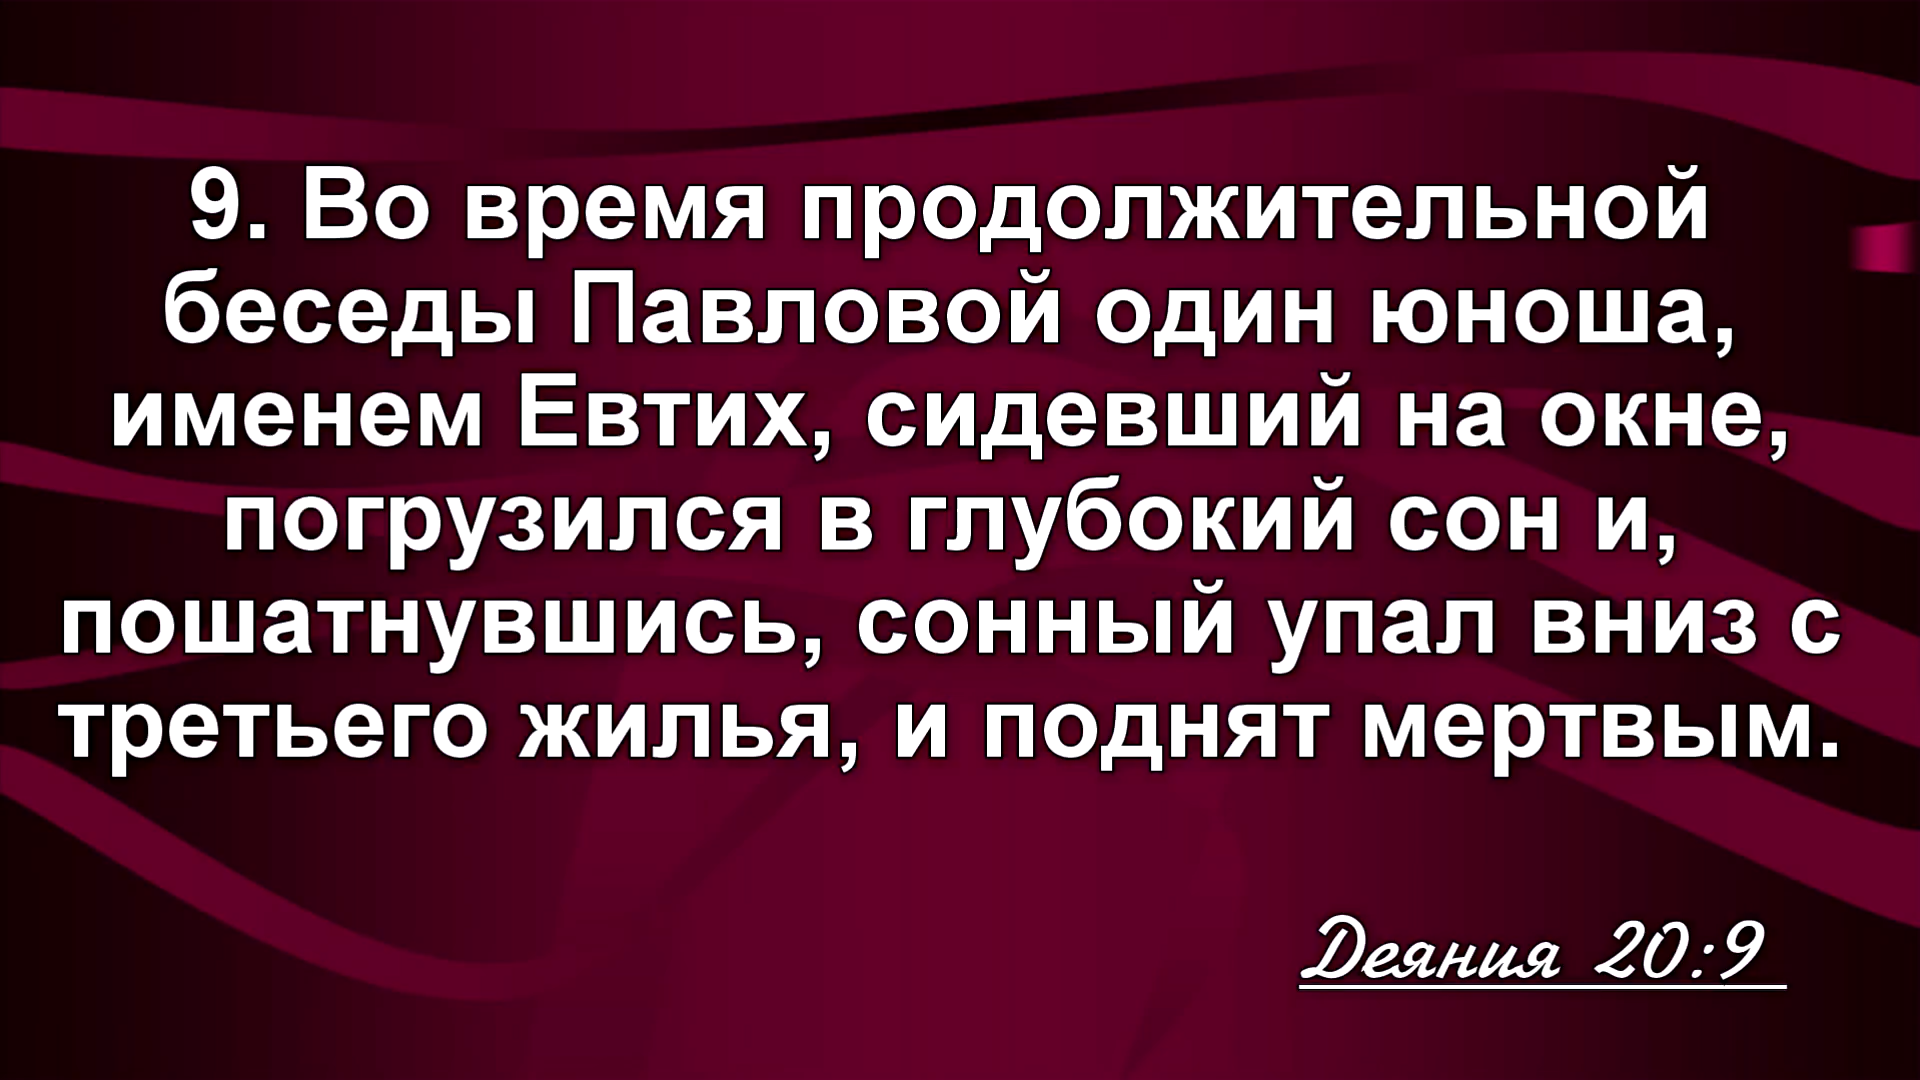 9. Во время продолжительной
беседы Павловой один юноша,
именем Евтих, сидевший на окне,
погрузился в глубокий сон и,
пошатнувшись, сонный упал вниз с
третьего жилья, и поднят мертвым.
Деяния 20:9